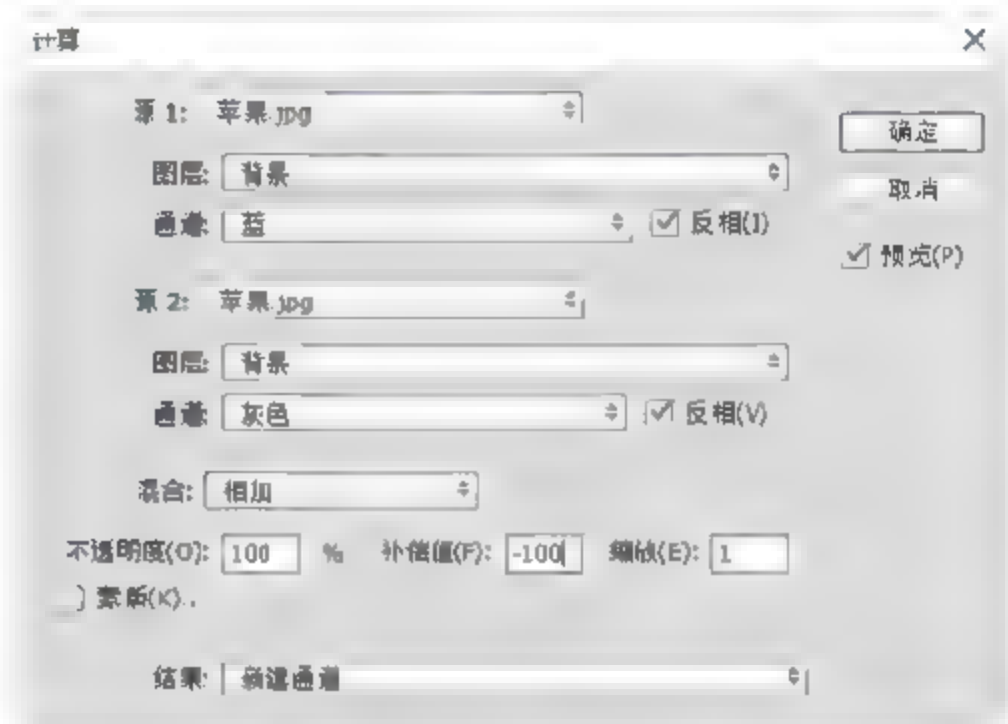 计算
源 1: 苹果.jpg
确定
图层: 背景
取消
通道: 蓝 反相(I)
预览(P)
源 2: 苹果.jpg
图层: 背景
通道: 灰色 反相(V)
混合: 相加
不透明度(O): 100 % 补偿值(F): -100 缩放(E): 1
蒙版(K)...
结果: 新建通道